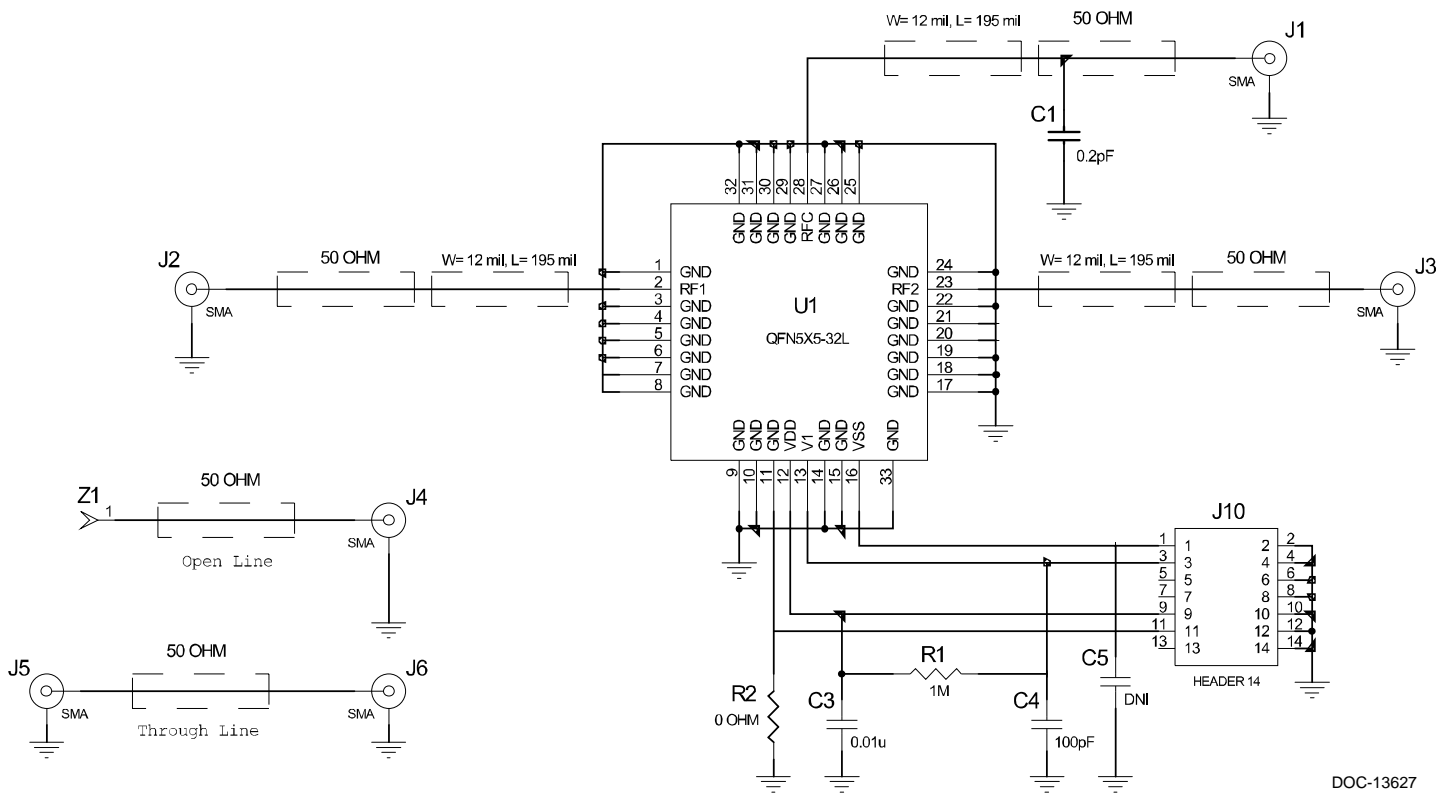 W= 12 mil, L= 195 mil
50 OHM
J1
SMA
C1
0.2pF
32
31
30
29
28
27
26
25
GND
GND
GND
GND
RFC
GND
GND
GND
J2
SMA
50 OHM
W= 12 mil, L= 195 mil
1 GND
2 RF1
3 GND
4 GND
5 GND
6 GND
7 GND
8 GND
U1
QFN5X5-32L
GND 24
RF2 23
GND 22
GND 21
GND 20
GND 19
GND 18
GND 17
W= 12 mil, L= 195 mil
50 OHM
J3
SMA
GND
GND
GND
VDD
V1
GND
GND
VSS
GND
9
10
11
12
13
14
15
16
33
Z1
1
50 OHM
J4
SMA
Open Line
J5
SMA
50 OHM
J6
SMA
Through Line
J10
1 1 2 2
3 3 4 4
5 5 6 6
7 7 8 8
9 9 10 10
11 11 12 12
13 13 14 14
HEADER 14
R2
0 OHM
C3
0.01u
R1
1M
C4
100pF
C5
DNI
DOC-13627